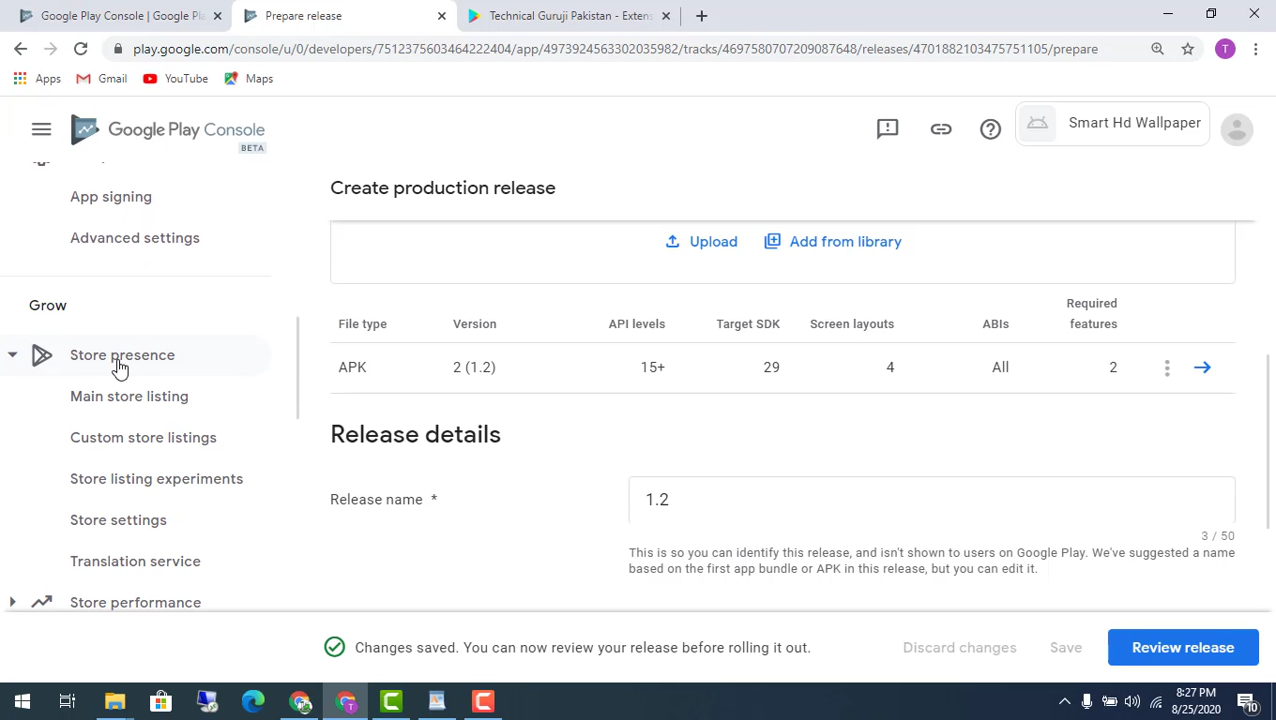 Google Play Console | Google Pla
Prepare release
Technical Guruji Pakistan - Exten
play.google.com/console/u/0/developers/7512375603464222404/app/4973924563302035982/tracks/4697580707209087648/releases/4701882103475751105/prepare
T
Apps
Gmail
YouTube
Maps
Google Play Console
BETA
Smart Hd Wallpaper
App signing
Advanced settings
Grow
Store presence
Main store listing
Custom store listings
Store listing experiments
Store settings
Translation service
Store performance
Create production release
Upload
Add from library
File type Version API levels Target SDK Screen layouts ABIs Required features
APK 2 (1.2) 15+ 29 4 All 2
Release details
Release name *
1.2
3 / 50
This is so you can identify this release, and isn't shown to users on Google Play. We've suggested a name
based on the first app bundle or APK in this release, but you can edit it.
Changes saved. You can now review your release before rolling it out.
Discard changes
Save
Review release
8:27 PM
8/25/2020
10